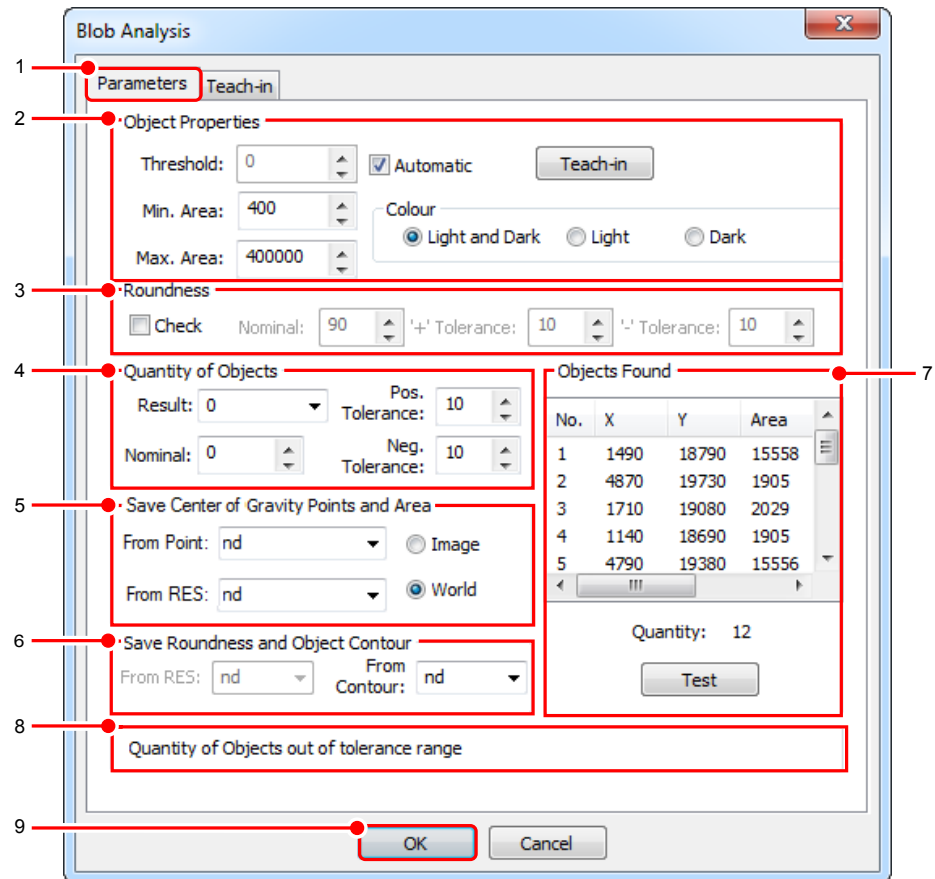 Blob Analysis
X
1
Parameters Teach-in
2
Object Properties
Threshold: 0 Automatic Teach-in
Min. Area: 400 Colour
Light and Dark Light Dark
Max. Area: 400000
3
Roundness
Check Nominal: 90 '+' Tolerance: 10 '-' Tolerance: 10
4
Quantity of Objects
Result: 0 Pos. Tolerance: 10
Nominal: 0 Neg. Tolerance: 10
7
Objects Found
No. X Y Area
1 1490 18790 15558
2 4870 19730 1905
3 1710 19080 2029
4 1140 18690 1905
5 4790 19380 15556
Quantity: 12
Test
5
Save Center of Gravity Points and Area
From Point: nd Image
From RES: nd World
6
Save Roundness and Object Contour
From RES: nd From Contour: nd
8
Quantity of Objects out of tolerance range
9
OK Cancel